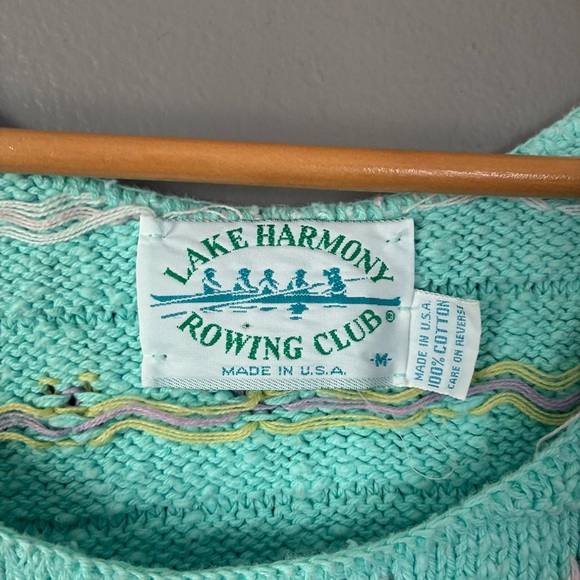 LAKE HARMONY
ROWING CLUB®
-M-
MADE IN U.S.A.
MADE IN U.S.A.
100% COTTON
CARE ON REVERSE